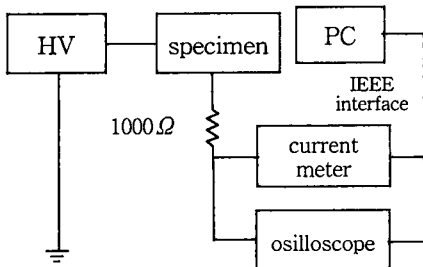 HV
specimen
PC
IEEE
interface
1000Ω
current
meter
osilloscope